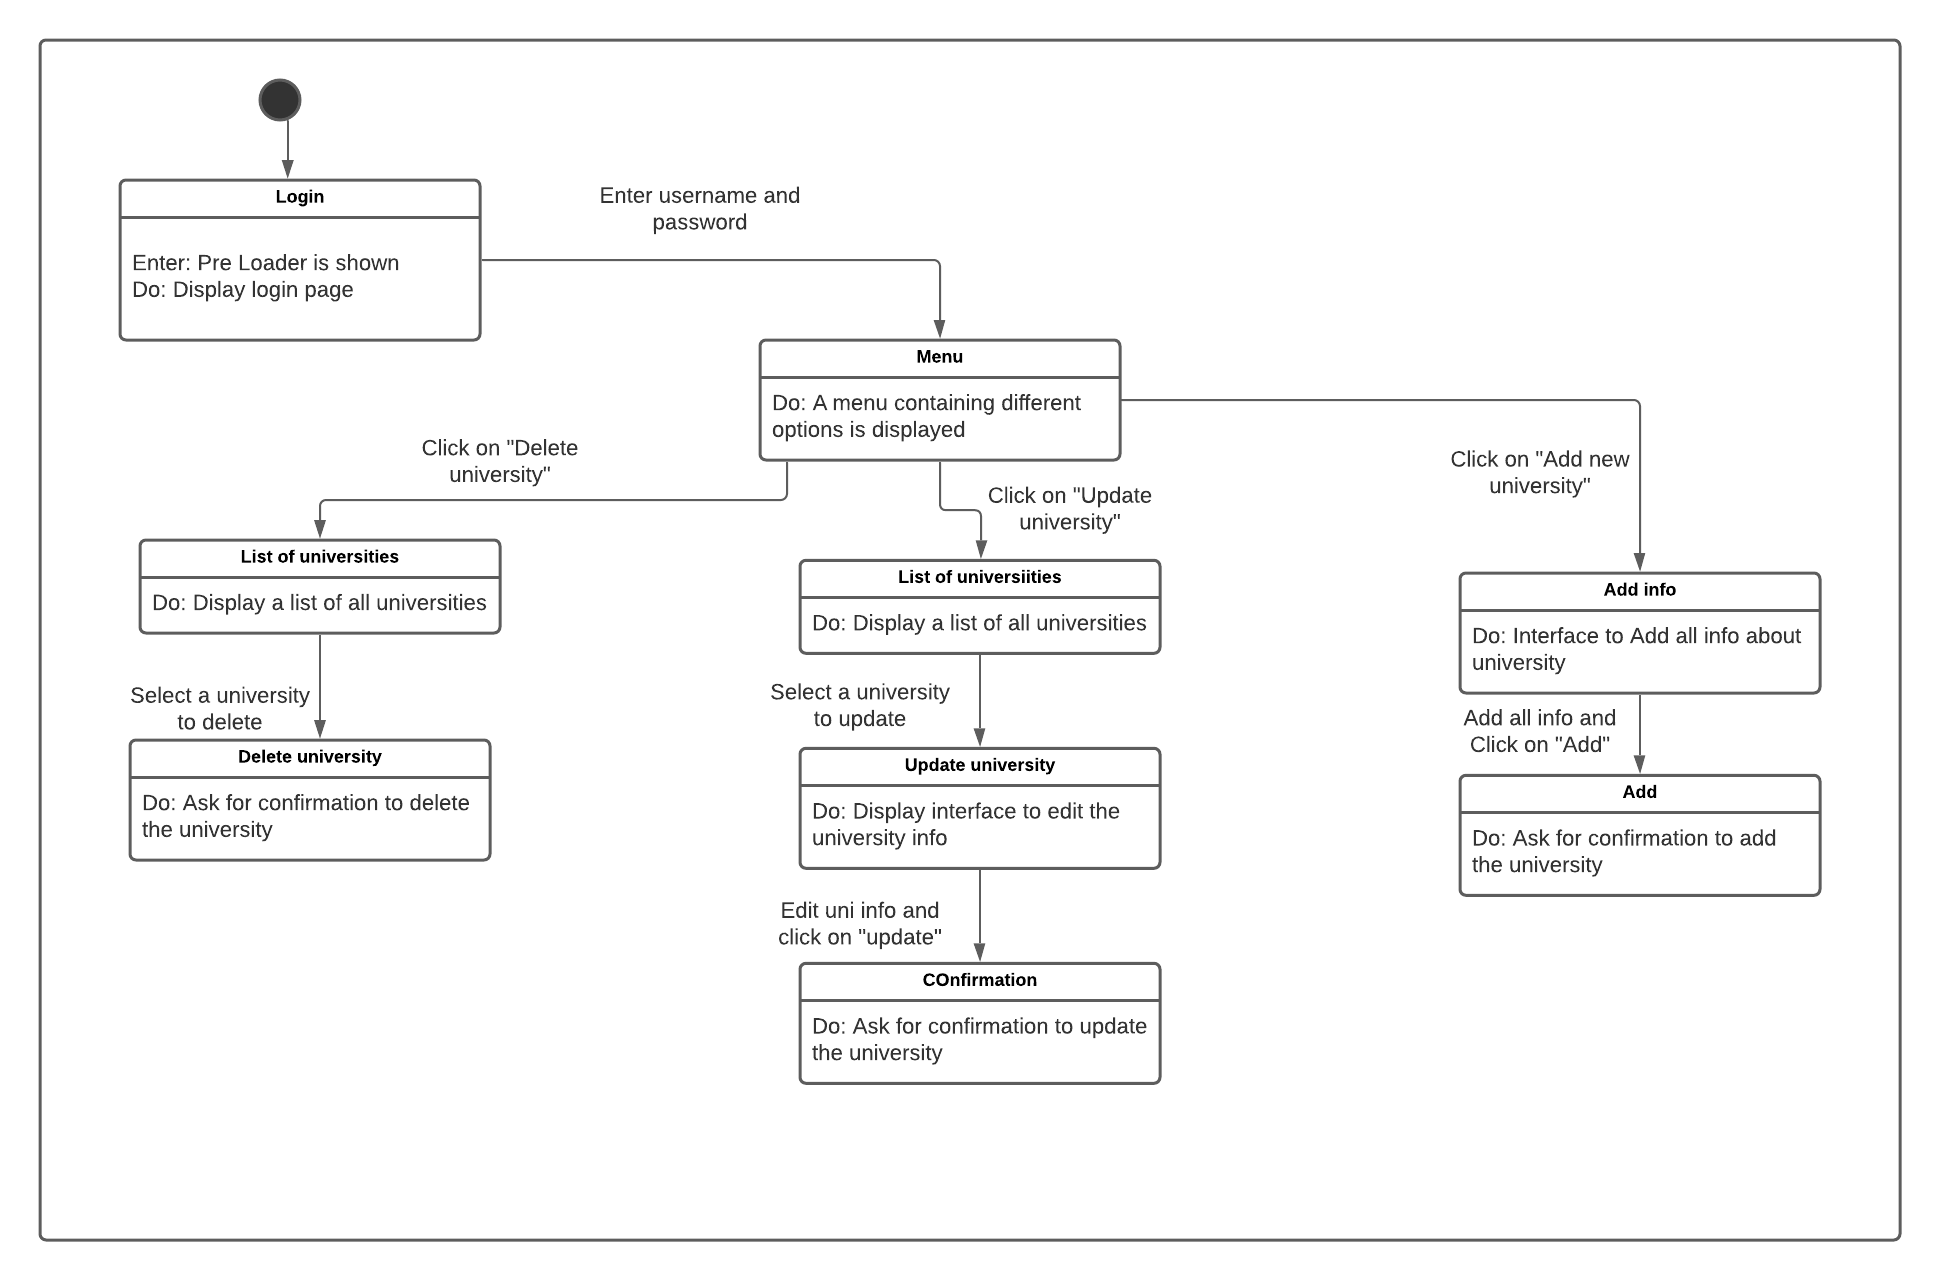 Login
Enter: Pre Loader is shown
Do: Display login page
Enter username and
password
Menu
Do: A menu containing different
options is displayed
Click on "Delete
university"
Click on "Update
university"
Click on "Add new
university"
List of universities
Do: Display a list of all universities
List of universiities
Do: Display a list of all universities
Add info
Do: Interface to Add all info about
university
Select a university
to delete
Select a university
to update
Add all info and
Click on "Add"
Delete university
Do: Ask for confirmation to delete
the university
Update university
Do: Display interface to edit the
university info
Add
Do: Ask for confirmation to add
the university
Edit uni info and
click on "update"
COnfirmation
Do: Ask for confirmation to update
the university